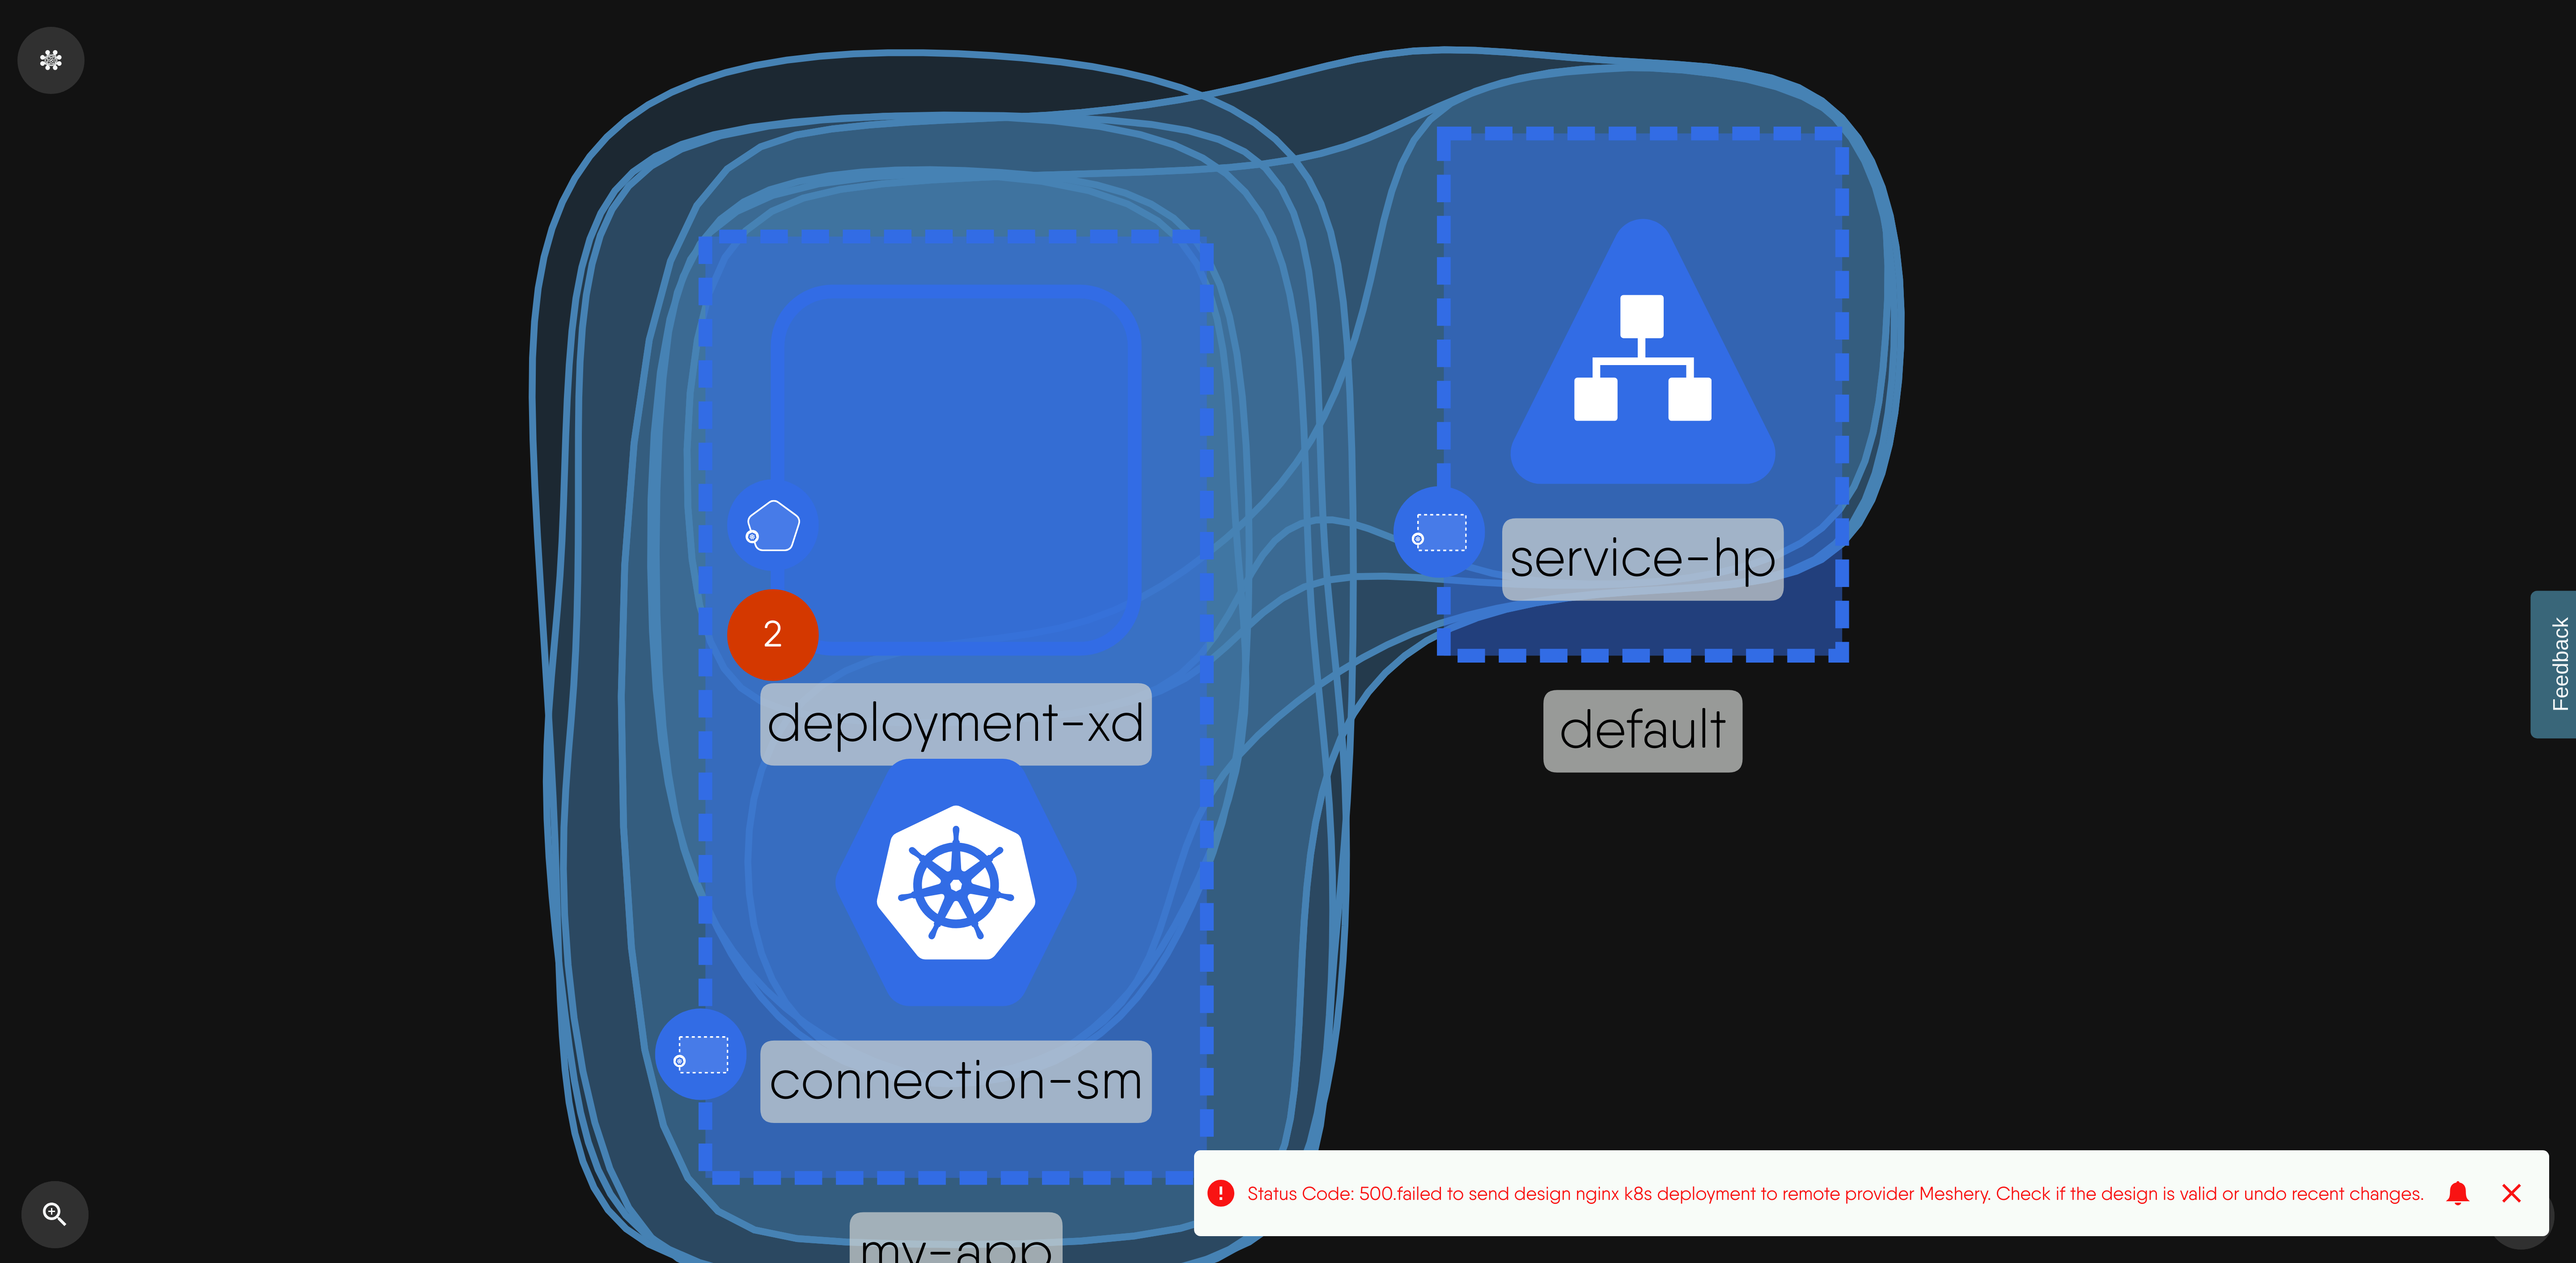 service-hp
2
Feedback
deployment-xd
default
connection-sm
Status Code: 500.failed to send design nginx k8s deployment to remote provider Meshery. Check if the design is valid or undo recent changes.
my-app